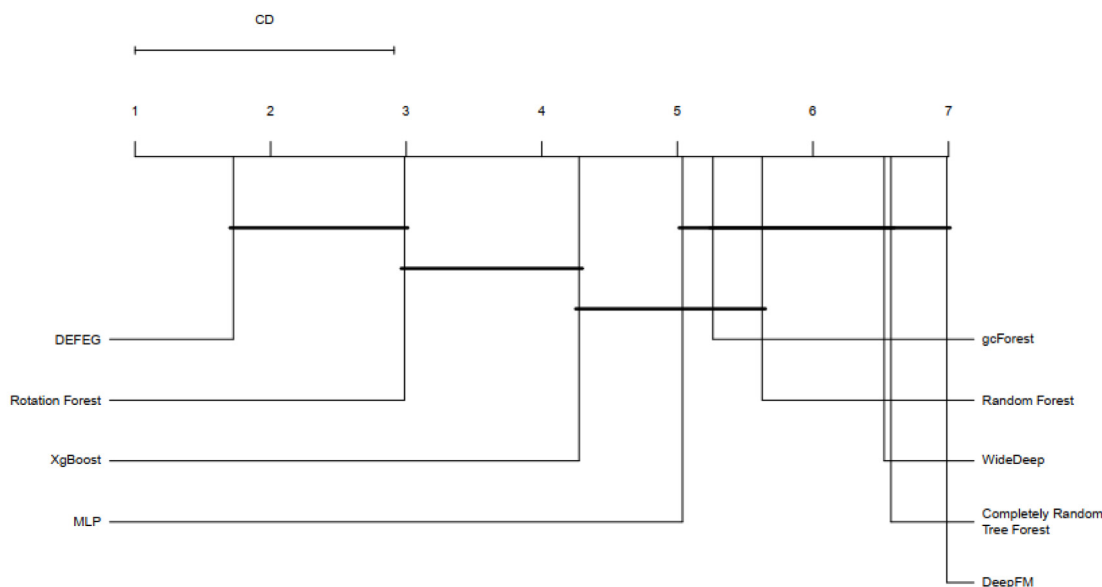 CD
1 2 3 4 5 6 7
DEFEG
gcForest
Rotation Forest
Random Forest
XgBoost
WideDeep
MLP
Completely Random
Tree Forest
DeepFM